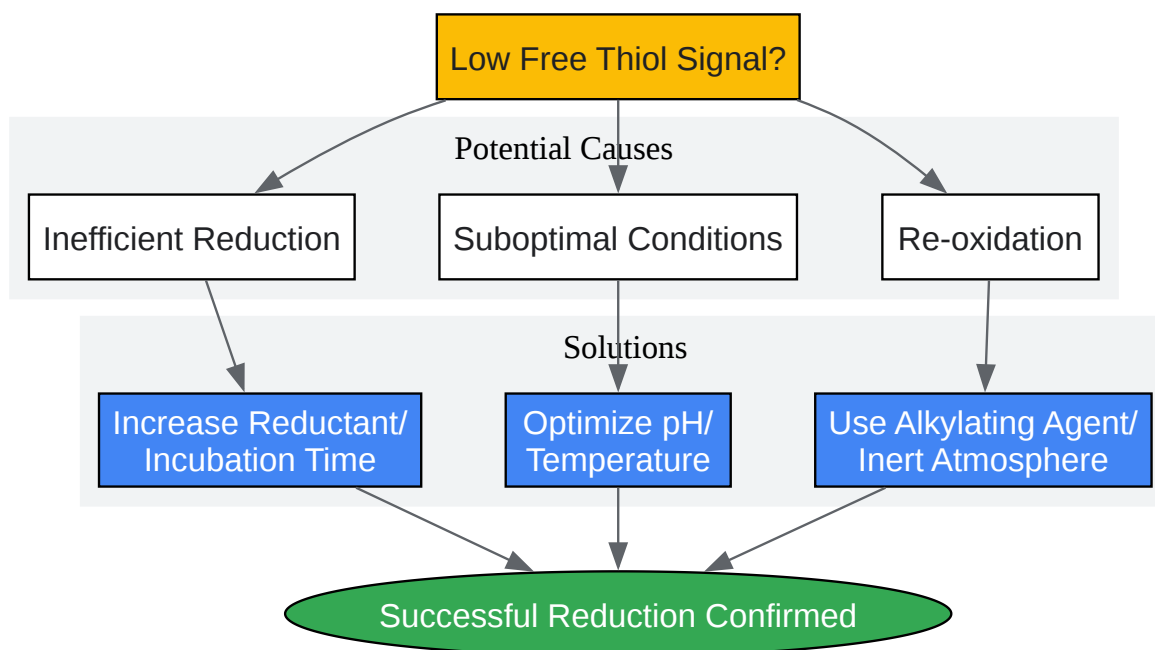 Low Free Thiol Signal?
Potential Causes
Inefficient Reduction
Suboptimal Conditions
Re-oxidation
Solutions
Increase Reductant/
Incubation Time
Optimize pH/
Temperature
Use Alkylating Agent/
Inert Atmosphere
Successful Reduction Confirmed